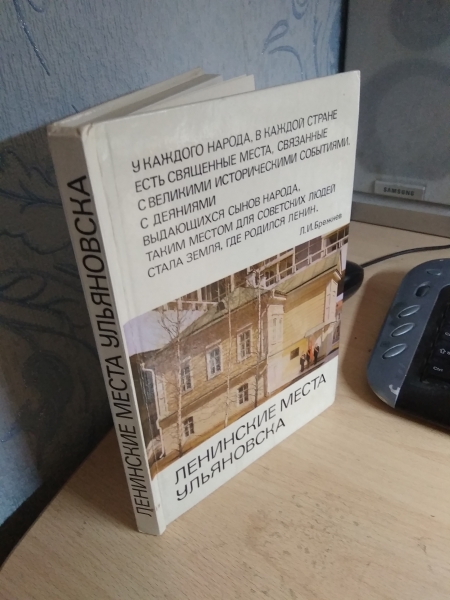 ЛЕНИНСКИЕ МЕСТА УЛЬЯНОВСКА
У КАЖДОГО НАРОДА, В КАЖДОЙ СТРАНЕ
ЕСТЬ СВЯЩЕННЫЕ МЕСТА, СВЯЗАННЫЕ
С ВЕЛИКИМИ ИСТОРИЧЕСКИМИ СОБЫТИЯМИ,
С ДЕЯНИЯМИ
ВЫДАЮЩИХСЯ СЫНОВ НАРОДА.
ТАКИМ МЕСТОМ ДЛЯ СОВЕТСКИХ ЛЮДЕЙ
СТАЛА ЗЕМЛЯ, ГДЕ РОДИЛСЯ ЛЕНИН.
Л.И.Брежнев
ЛЕНИНСКИЕ МЕСТА
УЛЬЯНОВСКА
SAMSUNG